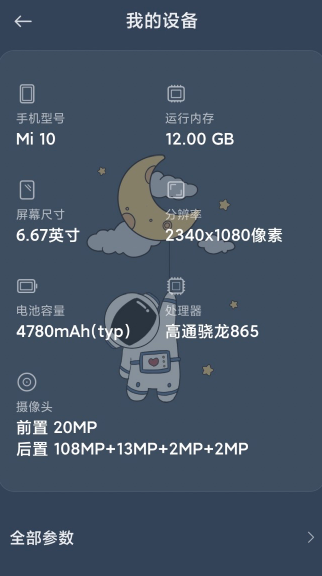 我的设备
手机型号
Mi 10
运行内存
12.00 GB
屏幕尺寸
6.67英寸
分辨率
2340x1080像素
电池容量
4780mAh(typ)
处理器
高通骁龙865
摄像头
前置 20MP
后置 108MP+13MP+2MP+2MP
全部参数